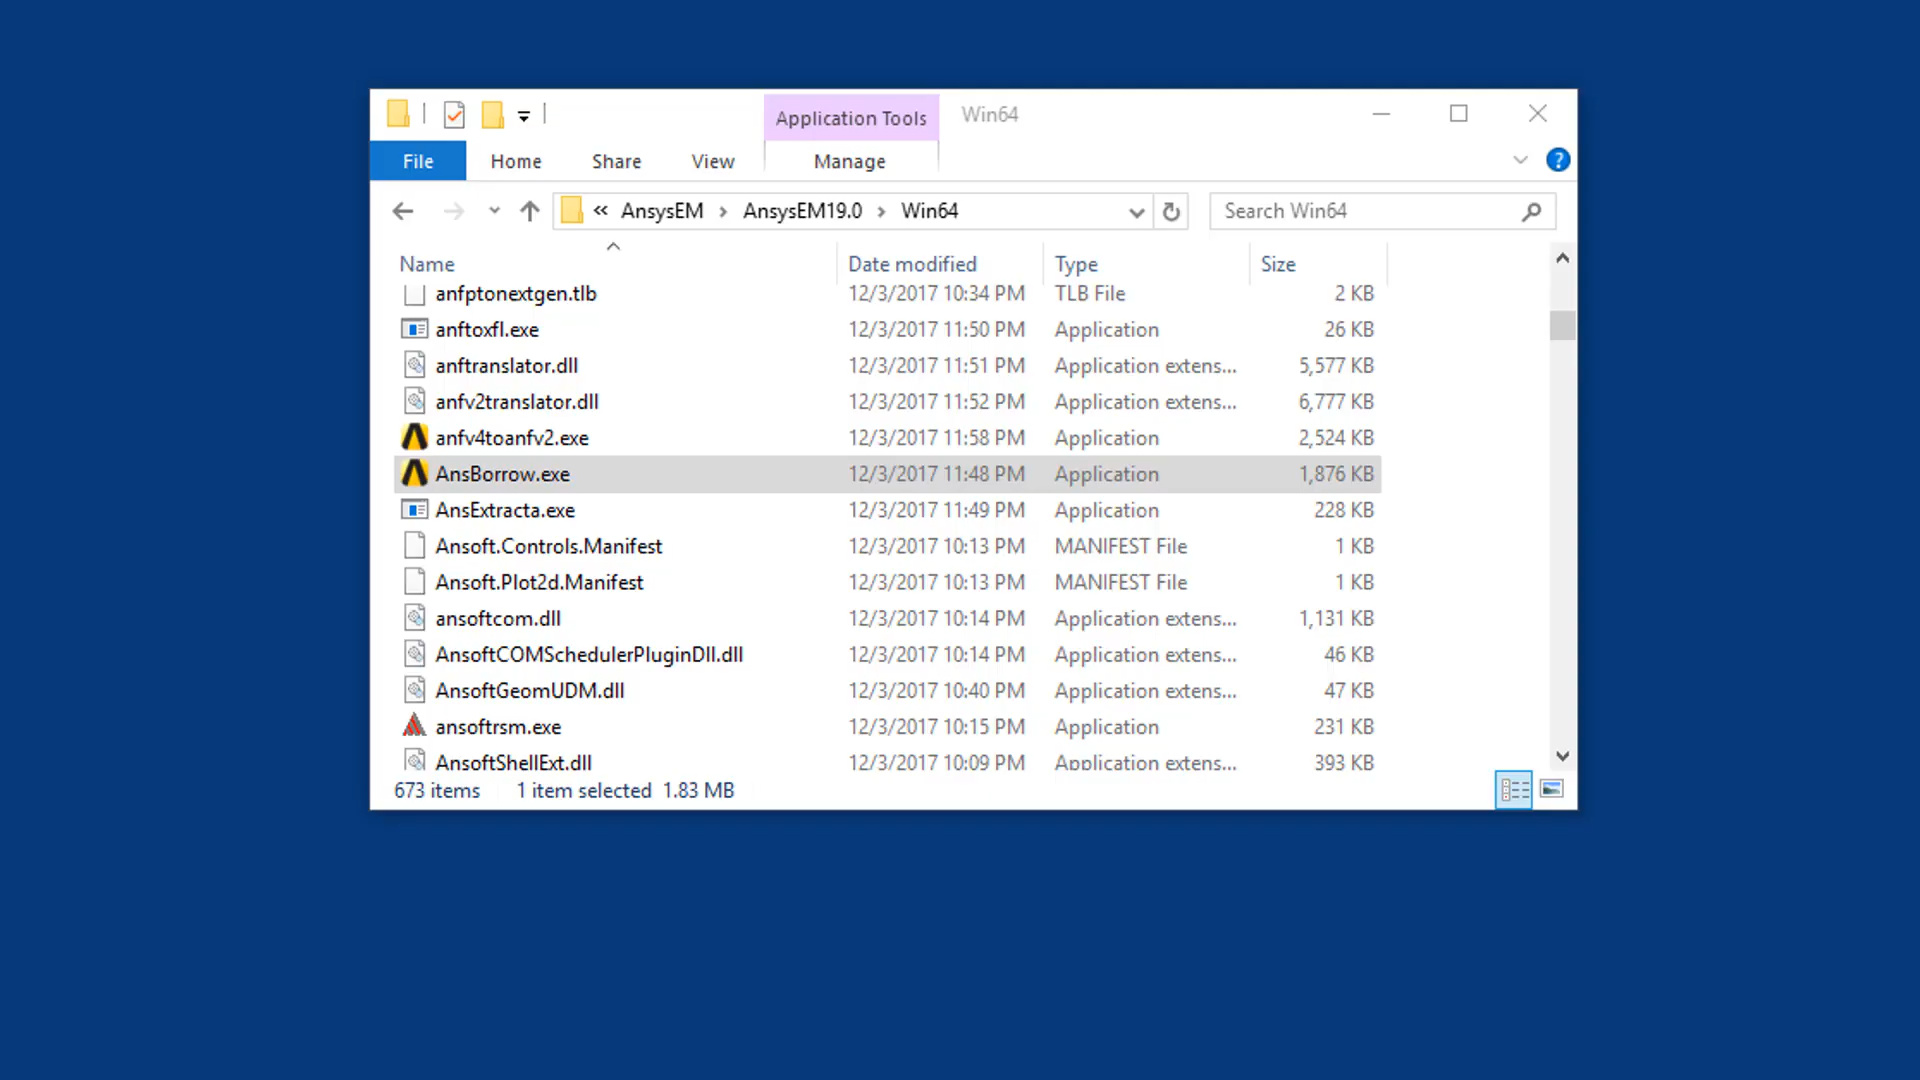 Application Tools Win64
File Home Share View Manage
« AnsysEM › AnsysEM19.0 › Win64 Search Win64
Name Date modified Type Size
anfptonextgen.tlb 12/3/2017 10:34 PM TLB File 2 KB
anftoxfl.exe 12/3/2017 11:50 PM Application 26 KB
anftranslator.dll 12/3/2017 11:51 PM Application extens... 5,577 KB
anfv2translator.dll 12/3/2017 11:52 PM Application extens... 6,777 KB
anfv4toanfv2.exe 12/3/2017 11:58 PM Application 2,524 KB
AnsBorrow.exe 12/3/2017 11:48 PM Application 1,876 KB
AnsExtracta.exe 12/3/2017 11:49 PM Application 228 KB
Ansoft.Controls.Manifest 12/3/2017 10:13 PM MANIFEST File 1 KB
Ansoft.Plot2d.Manifest 12/3/2017 10:13 PM MANIFEST File 1 KB
ansoftcom.dll 12/3/2017 10:14 PM Application extens... 1,131 KB
AnsoftCOMSchedulerPluginDll.dll 12/3/2017 10:14 PM Application extens... 46 KB
AnsoftGeomUDM.dll 12/3/2017 10:40 PM Application extens... 47 KB
ansoftrsm.exe 12/3/2017 10:15 PM Application 231 KB
AnsoftShellExt.dll 12/3/2017 10:09 PM Application extens... 393 KB
673 items 1 item selected 1.83 MB